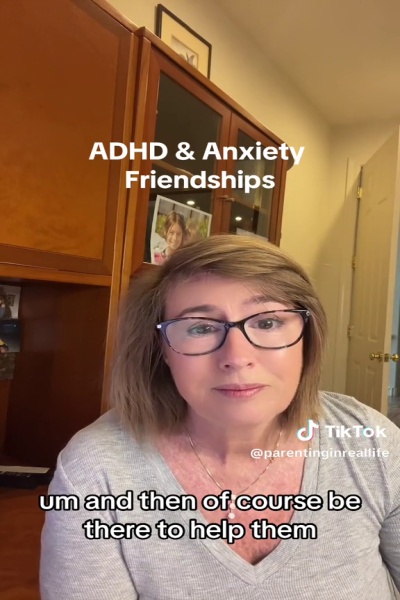 ADHD & Anxiety
Friendships
TikTok
@parentinginreallife
um and then of course be
there to help them